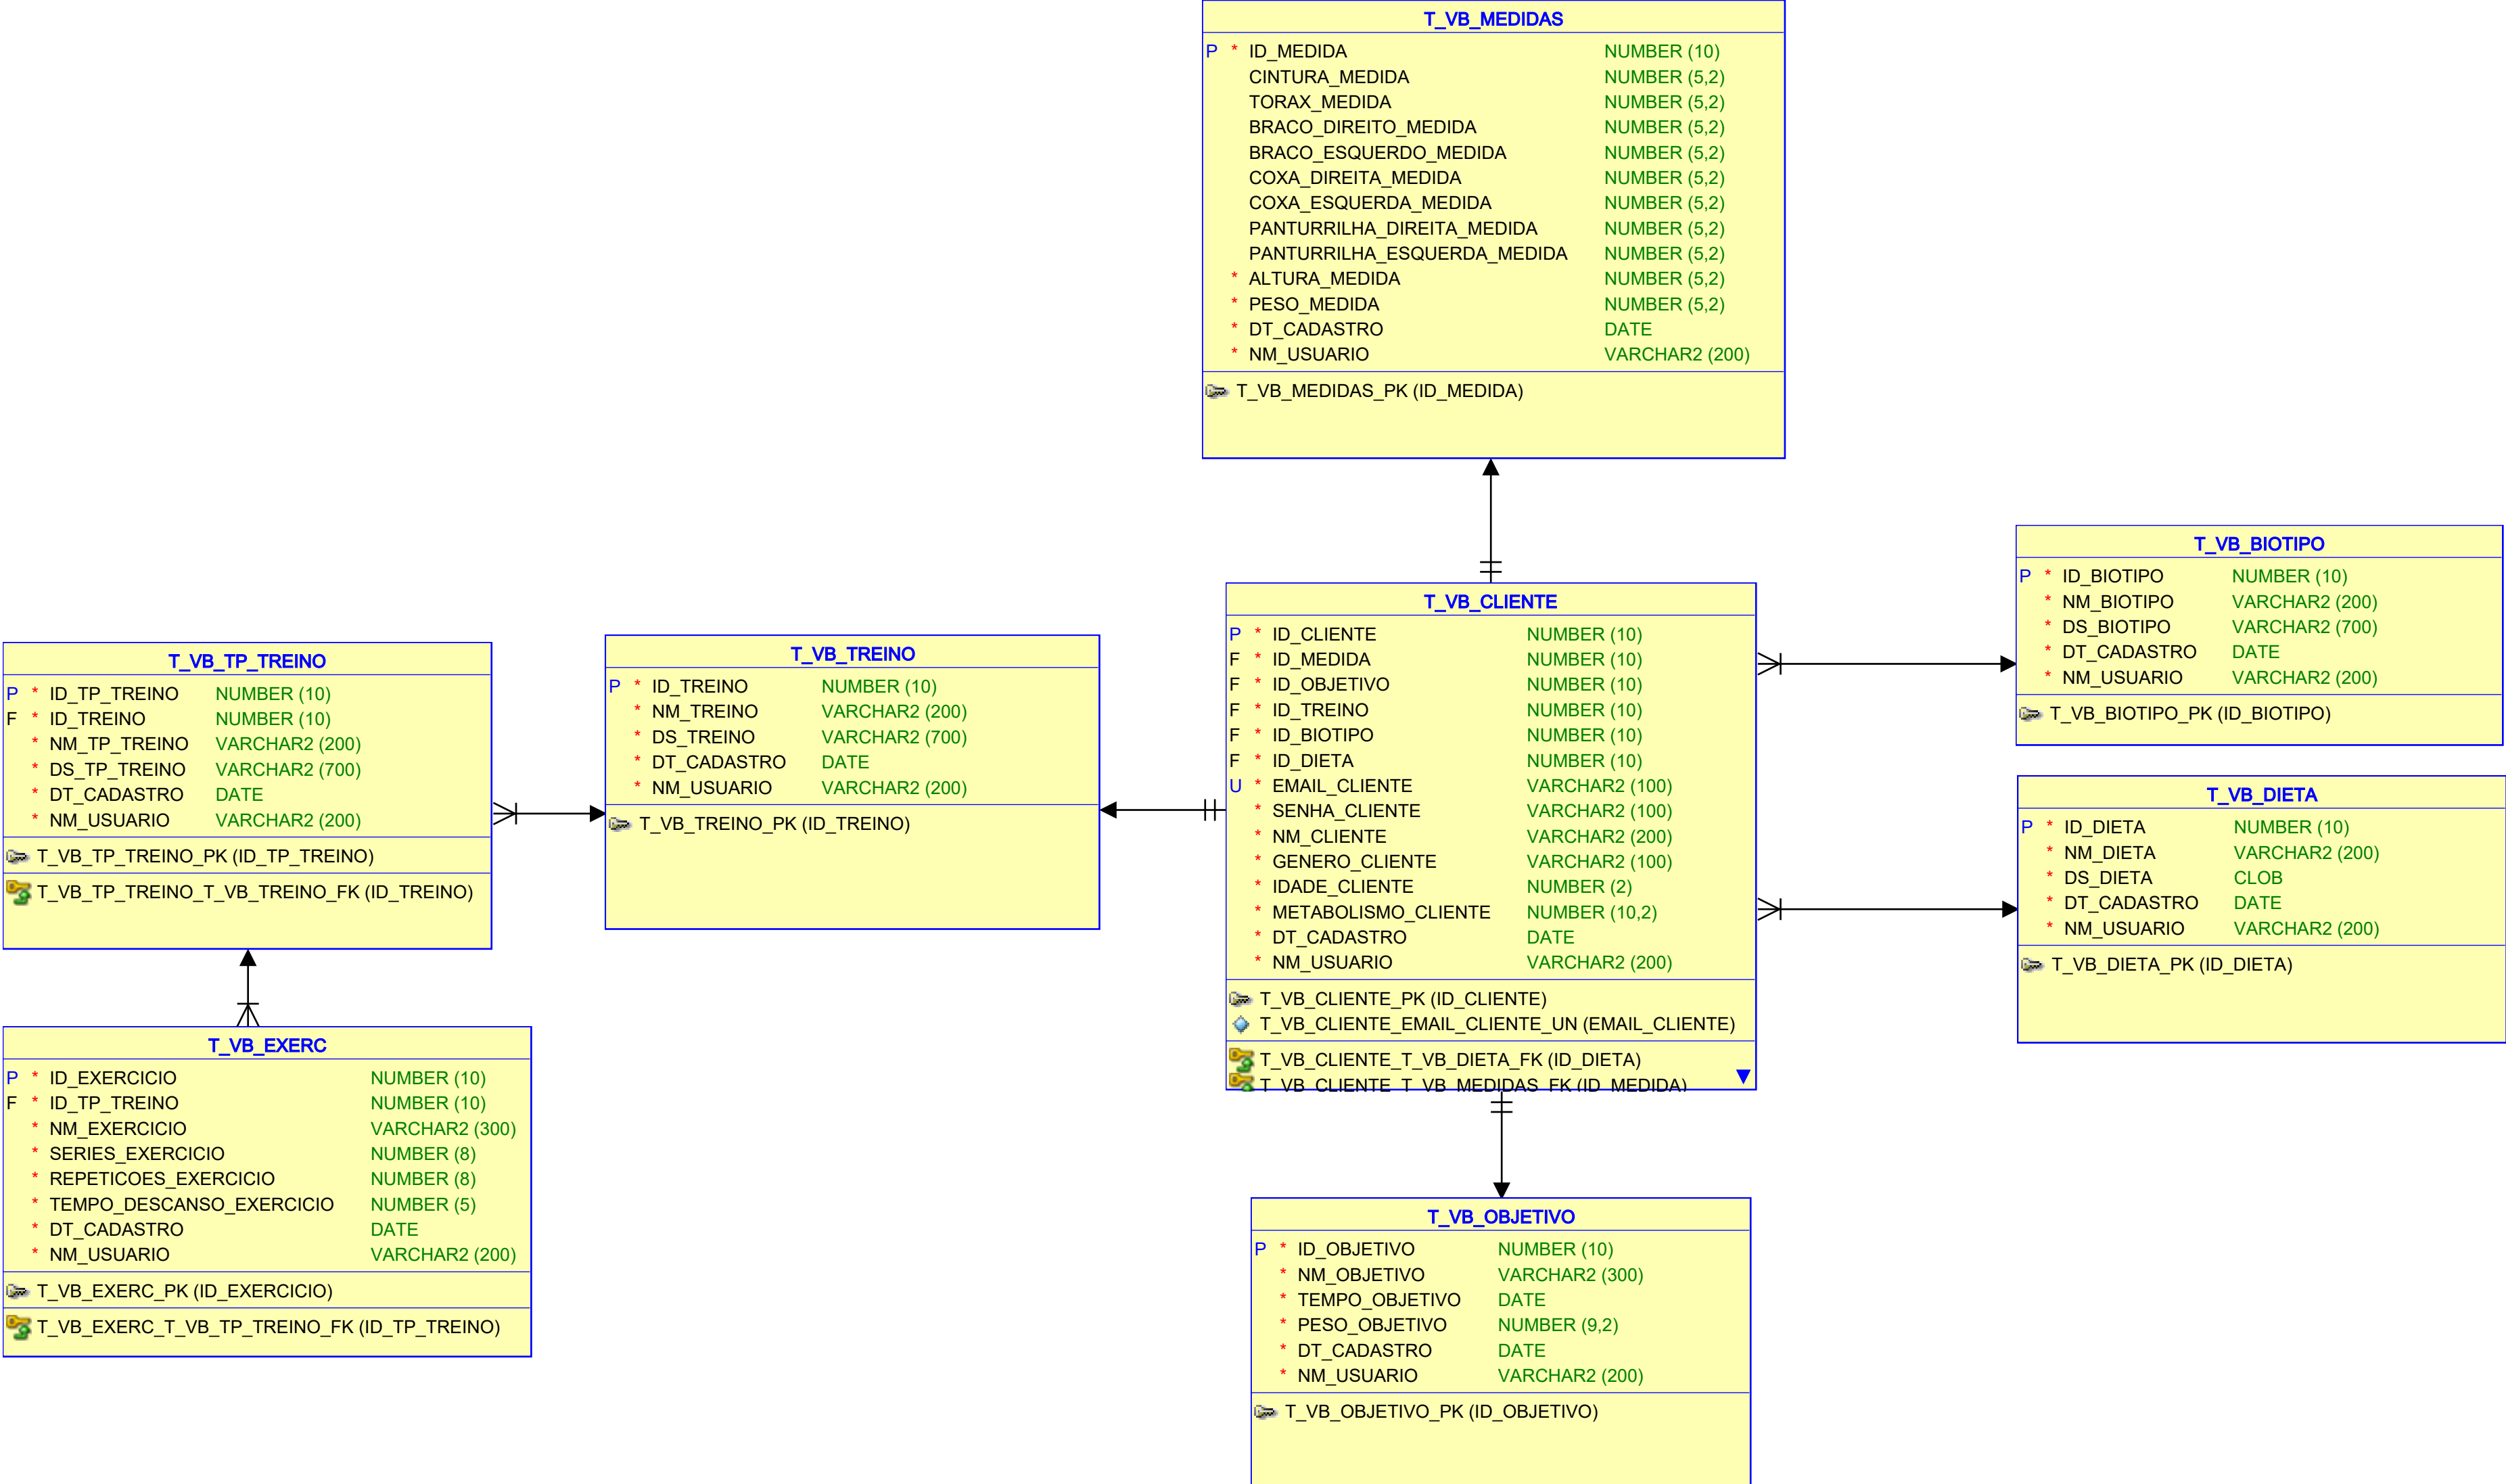 T_VB_MEDIDAS
P * ID_MEDIDA NUMBER (10)
CINTURA_MEDIDA NUMBER (5,2)
TORAX_MEDIDA NUMBER (5,2)
BRACO_DIREITO_MEDIDA NUMBER (5,2)
BRACO_ESQUERDO_MEDIDA NUMBER (5,2)
COXA_DIREITA_MEDIDA NUMBER (5,2)
COXA_ESQUERDA_MEDIDA NUMBER (5,2)
PANTURRILHA_DIREITA_MEDIDA NUMBER (5,2)
PANTURRILHA_ESQUERDA_MEDIDA NUMBER (5,2)
* ALTURA_MEDIDA NUMBER (5,2)
* PESO_MEDIDA NUMBER (5,2)
* DT_CADASTRO DATE
* NM_USUARIO VARCHAR2 (200)
T_VB_MEDIDAS_PK (ID_MEDIDA)
T_VB_BIOTIPO
P * ID_BIOTIPO NUMBER (10)
* NM_BIOTIPO VARCHAR2 (200)
* DS_BIOTIPO VARCHAR2 (700)
* DT_CADASTRO DATE
* NM_USUARIO VARCHAR2 (200)
T_VB_BIOTIPO_PK (ID_BIOTIPO)
T_VB_CLIENTE
P * ID_CLIENTE NUMBER (10)
F * ID_MEDIDA NUMBER (10)
F * ID_OBJETIVO NUMBER (10)
F * ID_TREINO NUMBER (10)
F * ID_BIOTIPO NUMBER (10)
F * ID_DIETA NUMBER (10)
U * EMAIL_CLIENTE VARCHAR2 (100)
* SENHA_CLIENTE VARCHAR2 (100)
* NM_CLIENTE VARCHAR2 (200)
* GENERO_CLIENTE VARCHAR2 (100)
* IDADE_CLIENTE NUMBER (2)
* METABOLISMO_CLIENTE NUMBER (10,2)
* DT_CADASTRO DATE
* NM_USUARIO VARCHAR2 (200)
T_VB_CLIENTE_PK (ID_CLIENTE)
T_VB_CLIENTE_EMAIL_CLIENTE_UN (EMAIL_CLIENTE)
T_VB_CLIENTE_T_VB_DIETA_FK (ID_DIETA)
T_VB_CLIENTE_T_VB_MEDIDAS_FK (ID_MEDIDA)
T_VB_TP_TREINO
P * ID_TP_TREINO NUMBER (10)
F * ID_TREINO NUMBER (10)
* NM_TP_TREINO VARCHAR2 (200)
* DS_TP_TREINO VARCHAR2 (700)
* DT_CADASTRO DATE
* NM_USUARIO VARCHAR2 (200)
T_VB_TP_TREINO_PK (ID_TP_TREINO)
T_VB_TP_TREINO_T_VB_TREINO_FK (ID_TREINO)
T_VB_TREINO
P * ID_TREINO NUMBER (10)
* NM_TREINO VARCHAR2 (200)
* DS_TREINO VARCHAR2 (700)
* DT_CADASTRO DATE
* NM_USUARIO VARCHAR2 (200)
T_VB_TREINO_PK (ID_TREINO)
T_VB_DIETA
P * ID_DIETA NUMBER (10)
* NM_DIETA VARCHAR2 (200)
* DS_DIETA CLOB
* DT_CADASTRO DATE
* NM_USUARIO VARCHAR2 (200)
T_VB_DIETA_PK (ID_DIETA)
T_VB_EXERC
P * ID_EXERCICIO NUMBER (10)
F * ID_TP_TREINO NUMBER (10)
* NM_EXERCICIO VARCHAR2 (300)
* SERIES_EXERCICIO NUMBER (8)
* REPETICOES_EXERCICIO NUMBER (8)
* TEMPO_DESCANSO_EXERCICIO NUMBER (5)
* DT_CADASTRO DATE
* NM_USUARIO VARCHAR2 (200)
T_VB_EXERC_PK (ID_EXERCICIO)
T_VB_EXERC_T_VB_TP_TREINO_FK (ID_TP_TREINO)
T_VB_OBJETIVO
P * ID_OBJETIVO NUMBER (10)
* NM_OBJETIVO VARCHAR2 (300)
* TEMPO_OBJETIVO DATE
* PESO_OBJETIVO NUMBER (9,2)
* DT_CADASTRO DATE
* NM_USUARIO VARCHAR2 (200)
T_VB_OBJETIVO_PK (ID_OBJETIVO)